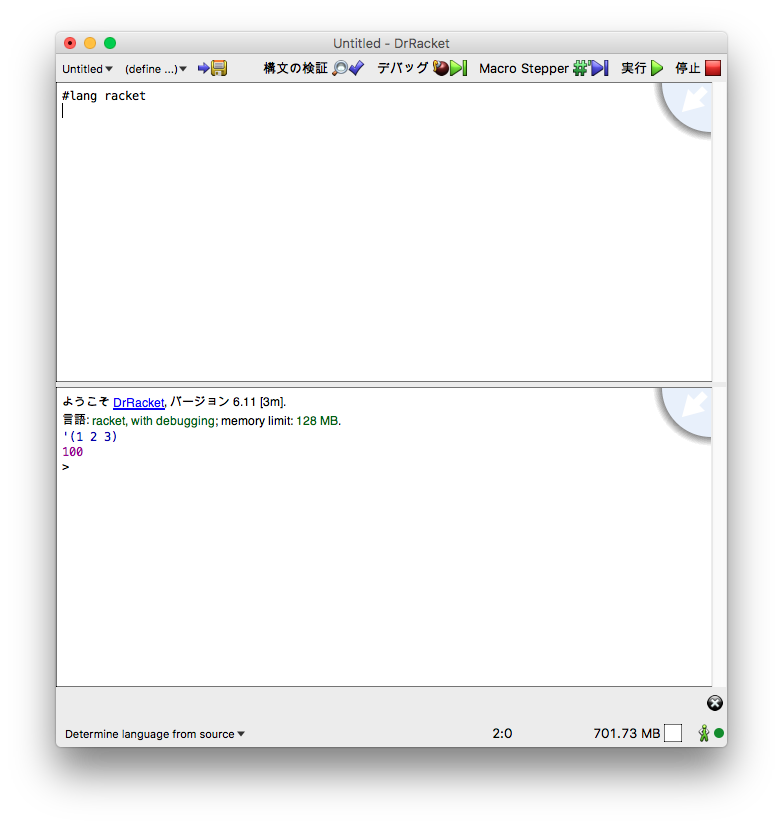 Untitled - DrRacket
Untitled (define ...) 構文の検証 デバッグ Macro Stepper 実行 停止
#lang racket
ようこそ DrRacket, バージョン 6.11 [3m].
言語: racket, with debugging; memory limit: 128 MB.
'(1 2 3)
100
>
Determine language from source 2:0 701.73 MB